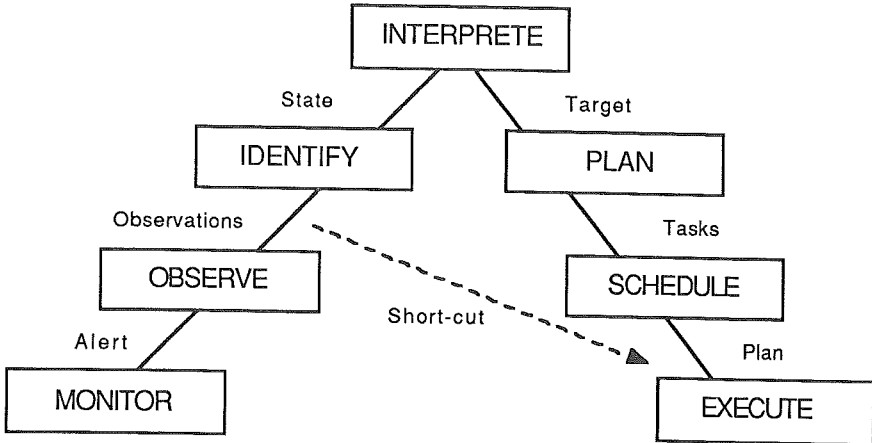 INTERPRETE
State
Target
IDENTIFY
PLAN
Observations
Tasks
OBSERVE
SCHEDULE
Short-cut
Alert
Plan
MONITOR
EXECUTE